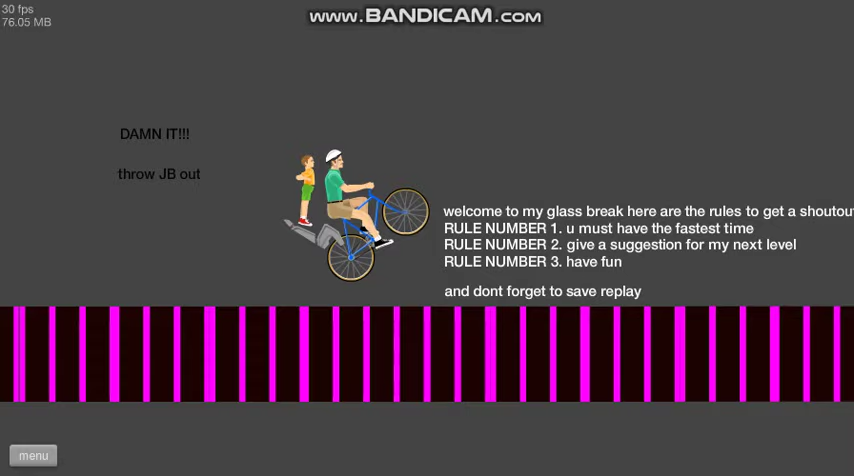 30 fps
76.05 MB
www.BANDICAM.com
DAMN IT!!!
throw JB out
welcome to my glass break here are the rules to get a shoutout
RULE NUMBER 1. u must have the fastest time
RULE NUMBER 2. give a suggestion for my next level
RULE NUMBER 3. have fun
and dont forget to save replay
menu